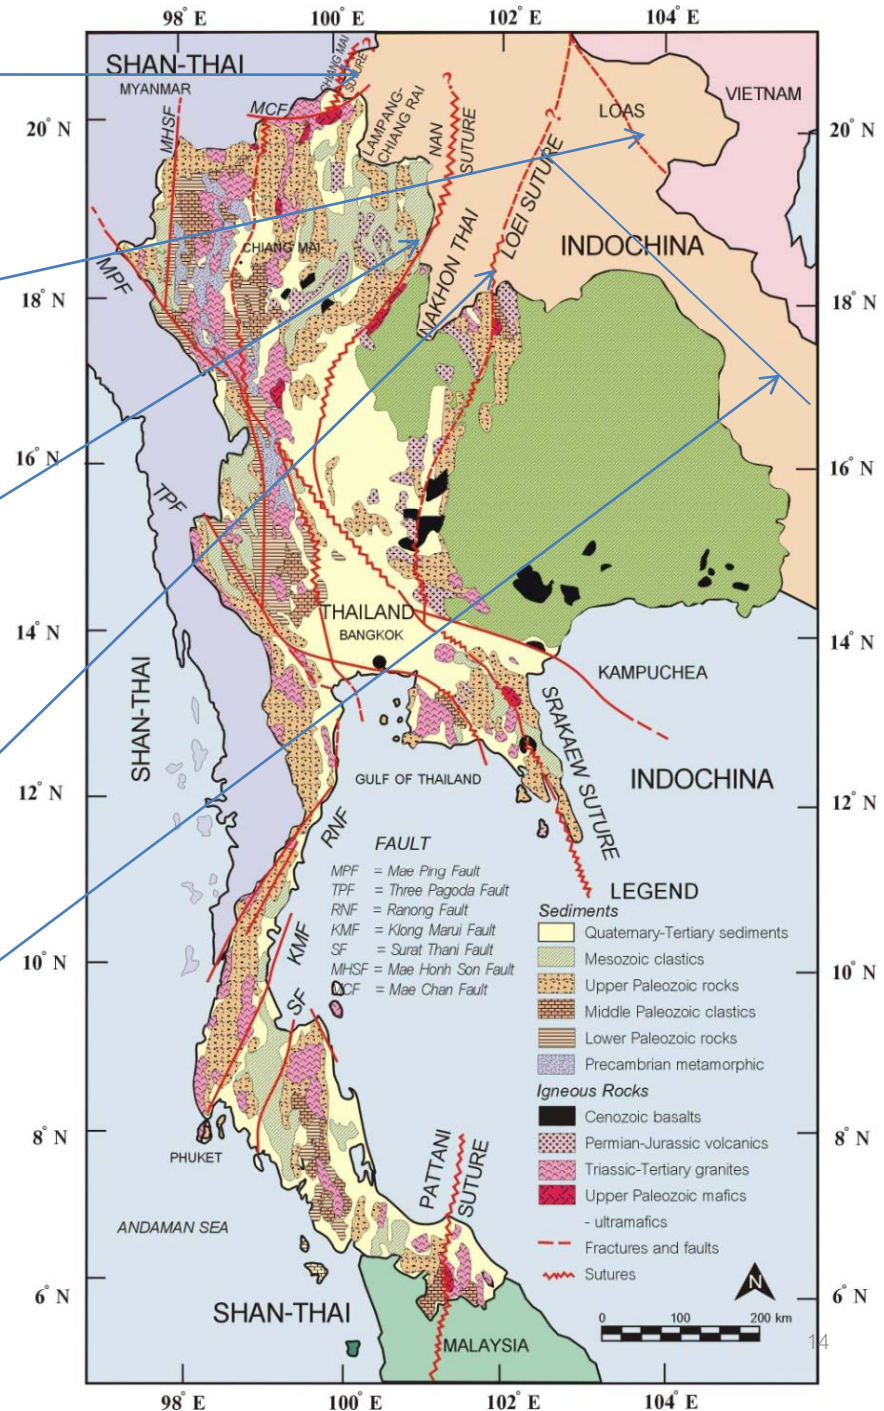 98° E 100° E 102° E 104° E
SHAN-THAI
MYANMAR
CHIANG MAI
SUTURE
?
?
VIETNAM
LOAS
MCF
MHSF
LAMPANG-
CHIANG RAI
NAN
SUTURE
?
20° N 20° N
LOEI SUTURE
INDOCHINA
CHIANG MAI
NAKHON THAI
MPF
18° N 18° N
16° N 16° N
TPF
THAILAND
BANGKOK
14° N 14° N
KAMPUCHEA
SHAN-THAI
SRAKAEW SUTURE
GULF OF THAILAND
INDOCHINA
12° N 12° N
RNF
FAULT
MPF = Mae Ping Fault
TPF = Three Pagoda Fault
RNF = Ranong Fault
KMF = Klong Marui Fault
SF = Surat Thani Fault
MHSF = Mae Honh Son Fault
MCF = Mae Chan Fault
KMF
SF
10° N 10° N
LEGEND
Sediments
Quaternary-Tertiary sediments
Mesozoic clastics
Upper Paleozoic rocks
Middle Paleozoic clastics
Lower Paleozoic rocks
Precambrian metamorphic
Igneous Rocks
Cenozoic basalts
Permian-Jurassic volcanics
Triassic-Tertiary granites
Upper Paleozoic mafics
- ultramafics
Fractures and faults
Sutures
8° N 8° N
PHUKET
PATTANI
SUTURE
ANDAMAN SEA
N
6° N 6° N
SHAN-THAI
0 100 200 km
14
MALAYSIA
98° E 100° E 102° E 104° E